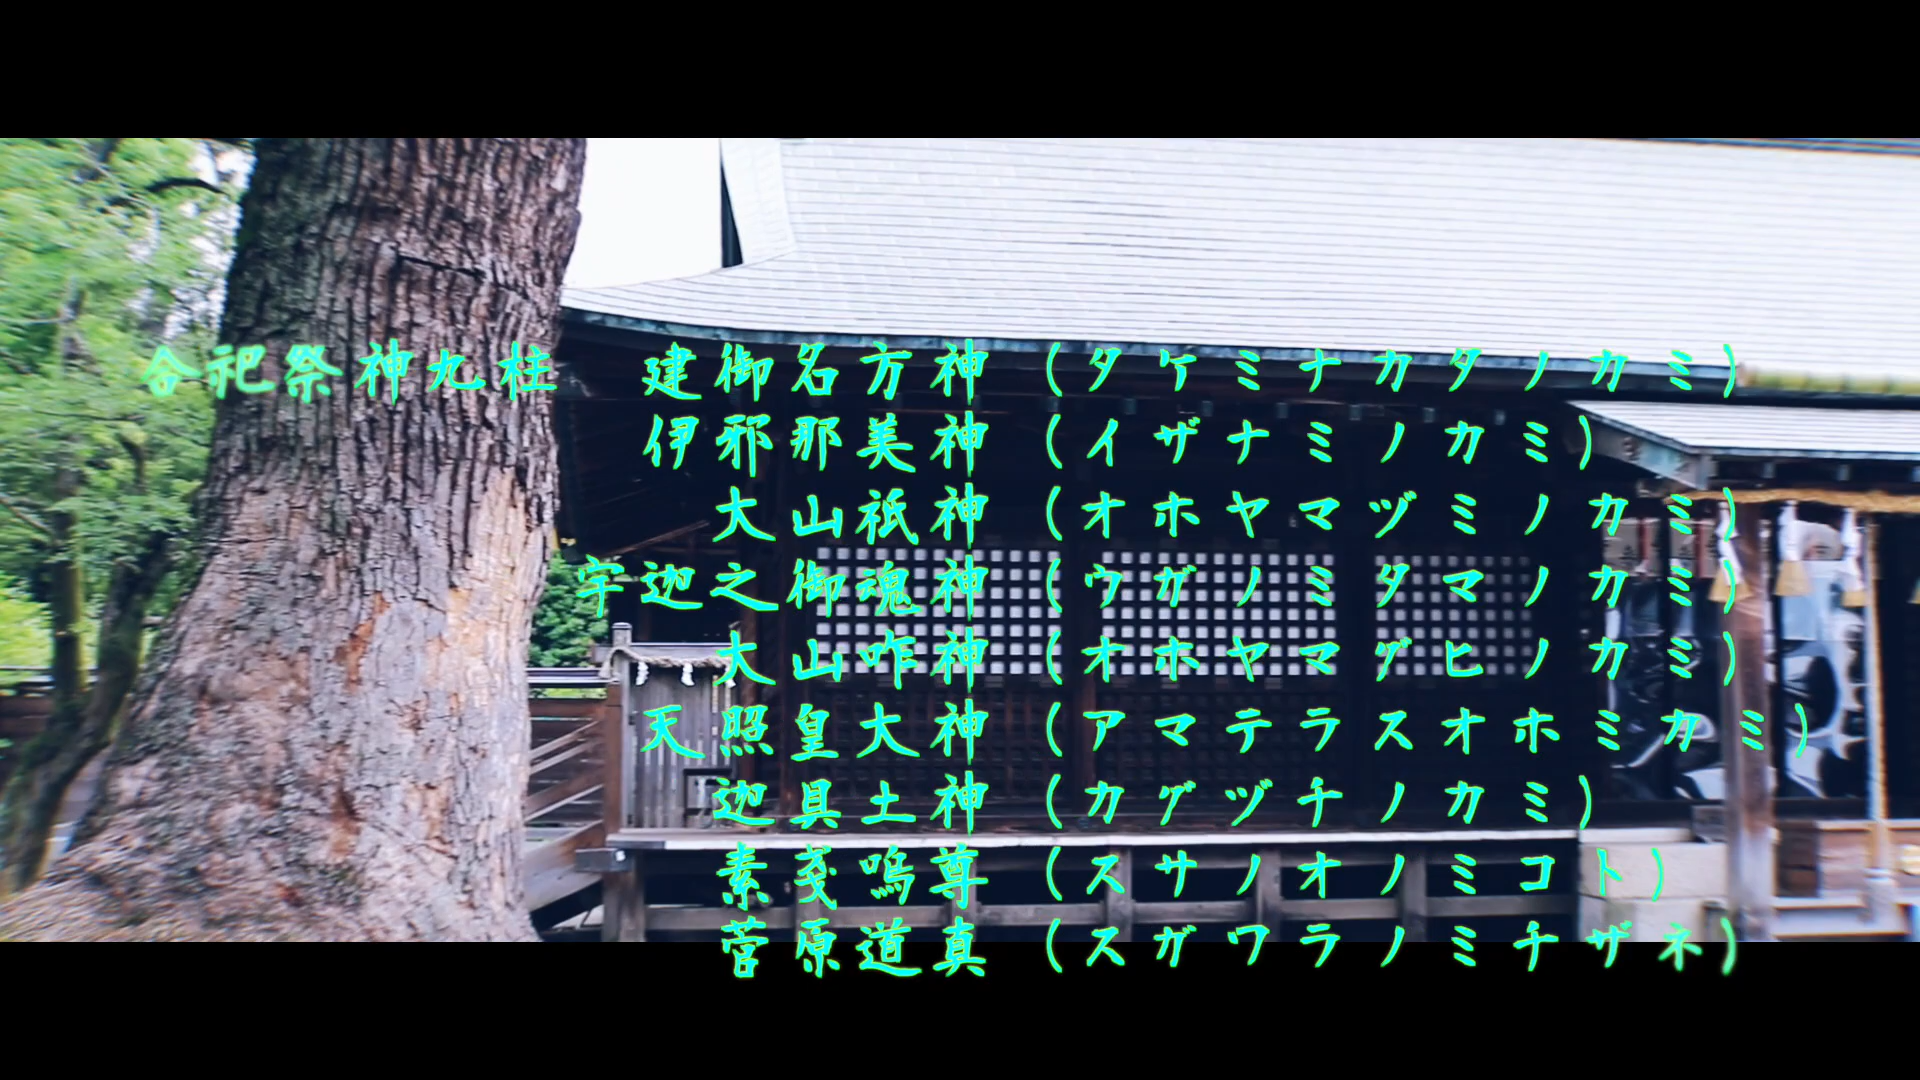 合祀祭神九柱　建御名方神（タケミナカタノカミ）
伊邪那美神（イザナミノカミ）
大山祇神（オホヤマヅミノカミ）
宇迦之御魂神（ウガノミタマノカミ）
大山咋神（オホヤマグヒノカミ）
天照皇大神（アマテラスオホミカミ）
迦具土神（カグヅチノカミ）
素戔嗚尊（スサノオノミコト）
菅原道真（スガワラノミチザネ）